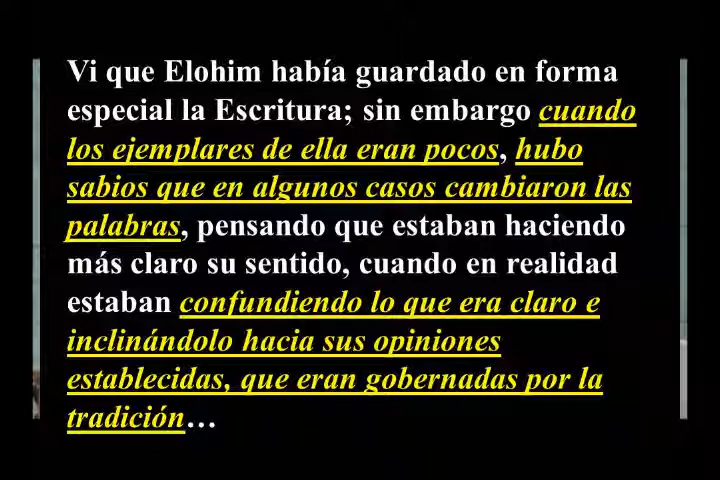 Vi que Elohim había guardado en forma
especial la Escritura; sin embargo cuando
los ejemplares de ella eran pocos, hubo
sabios que en algunos casos cambiaron las
palabras, pensando que estaban haciendo
más claro su sentido, cuando en realidad
estaban confundiendo lo que era claro e
inclinándolo hacia sus opiniones
establecidas, que eran gobernadas por la
tradición…